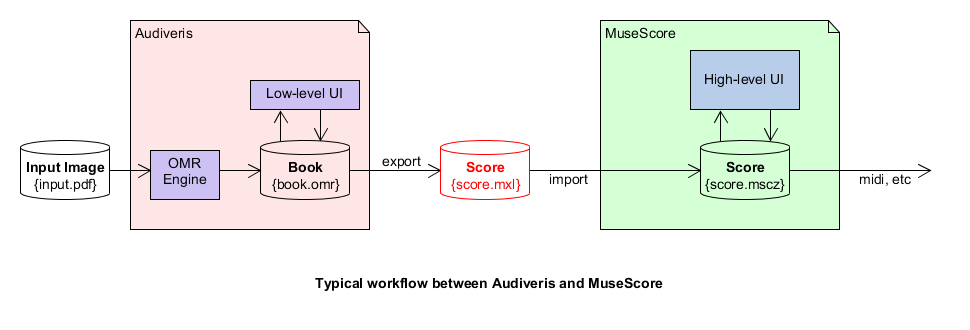 Audiveris
MuseScore
Low-level UI
High-level UI
Input Image
{input.pdf}
OMR
Engine
Book
{book.omr}
export
Score
{score.mxl}
import
Score
{score.mscz}
midi, etc
Typical workflow between Audiveris and MuseScore